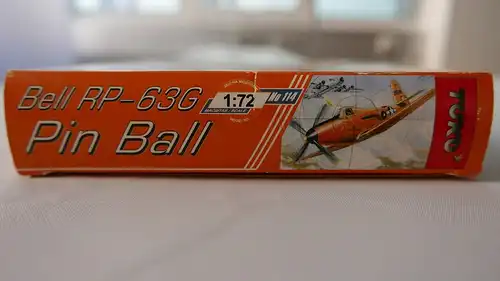 Bell RP-63G
Pin Ball
1:72
No 114
TOKO